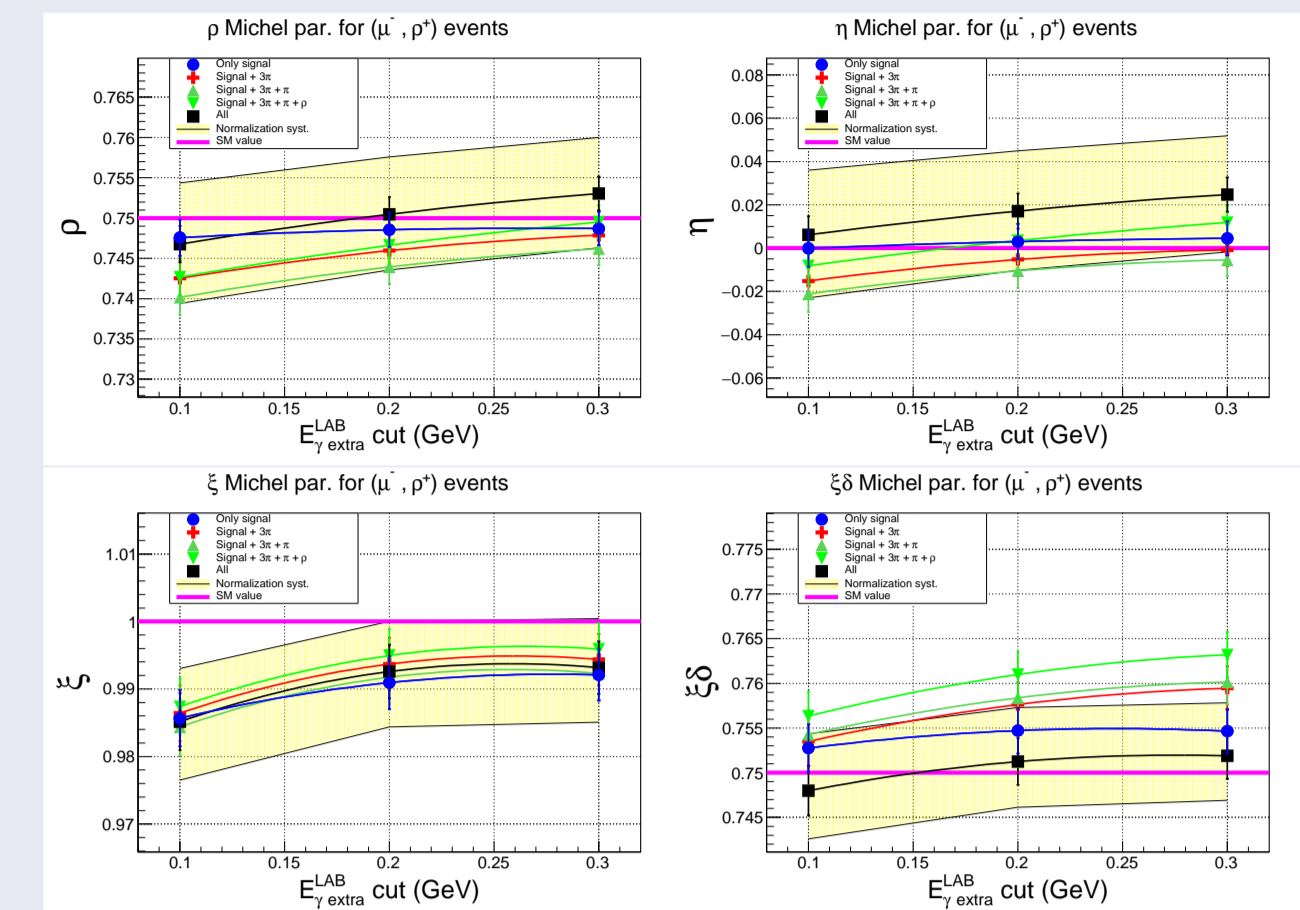 ρ Michel par. for (μ⁻, ρ⁺) events
Only signal
Signal + 3π
Signal + 3π + π
Signal + 3π + π + ρ
All
Normalization syst.
SM value
0.765
0.76
0.755
0.75
0.745
0.74
0.735
0.73
ρ
0.1 0.15 0.2 0.25 0.3
E^LAB_γ extra cut (GeV)
η Michel par. for (μ⁻, ρ⁺) events
Only signal
Signal + 3π
Signal + 3π + π
Signal + 3π + π + ρ
All
Normalization syst.
SM value
0.08
0.06
0.04
0.02
0
−0.02
−0.04
−0.06
η
0.1 0.15 0.2 0.25 0.3
E^LAB_γ extra cut (GeV)
ξ Michel par. for (μ⁻, ρ⁺) events
Only signal
Signal + 3π
Signal + 3π + π
Signal + 3π + π + ρ
All
Normalization syst.
SM value
1.01
1
0.99
0.98
0.97
ξ
0.1 0.15 0.2 0.25 0.3
E^LAB_γ extra cut (GeV)
ξδ Michel par. for (μ⁻, ρ⁺) events
Only signal
Signal + 3π
Signal + 3π + π
Signal + 3π + π + ρ
All
Normalization syst.
SM value
0.775
0.77
0.765
0.76
0.755
0.75
0.745
ξδ
0.1 0.15 0.2 0.25 0.3
E^LAB_γ extra cut (GeV)